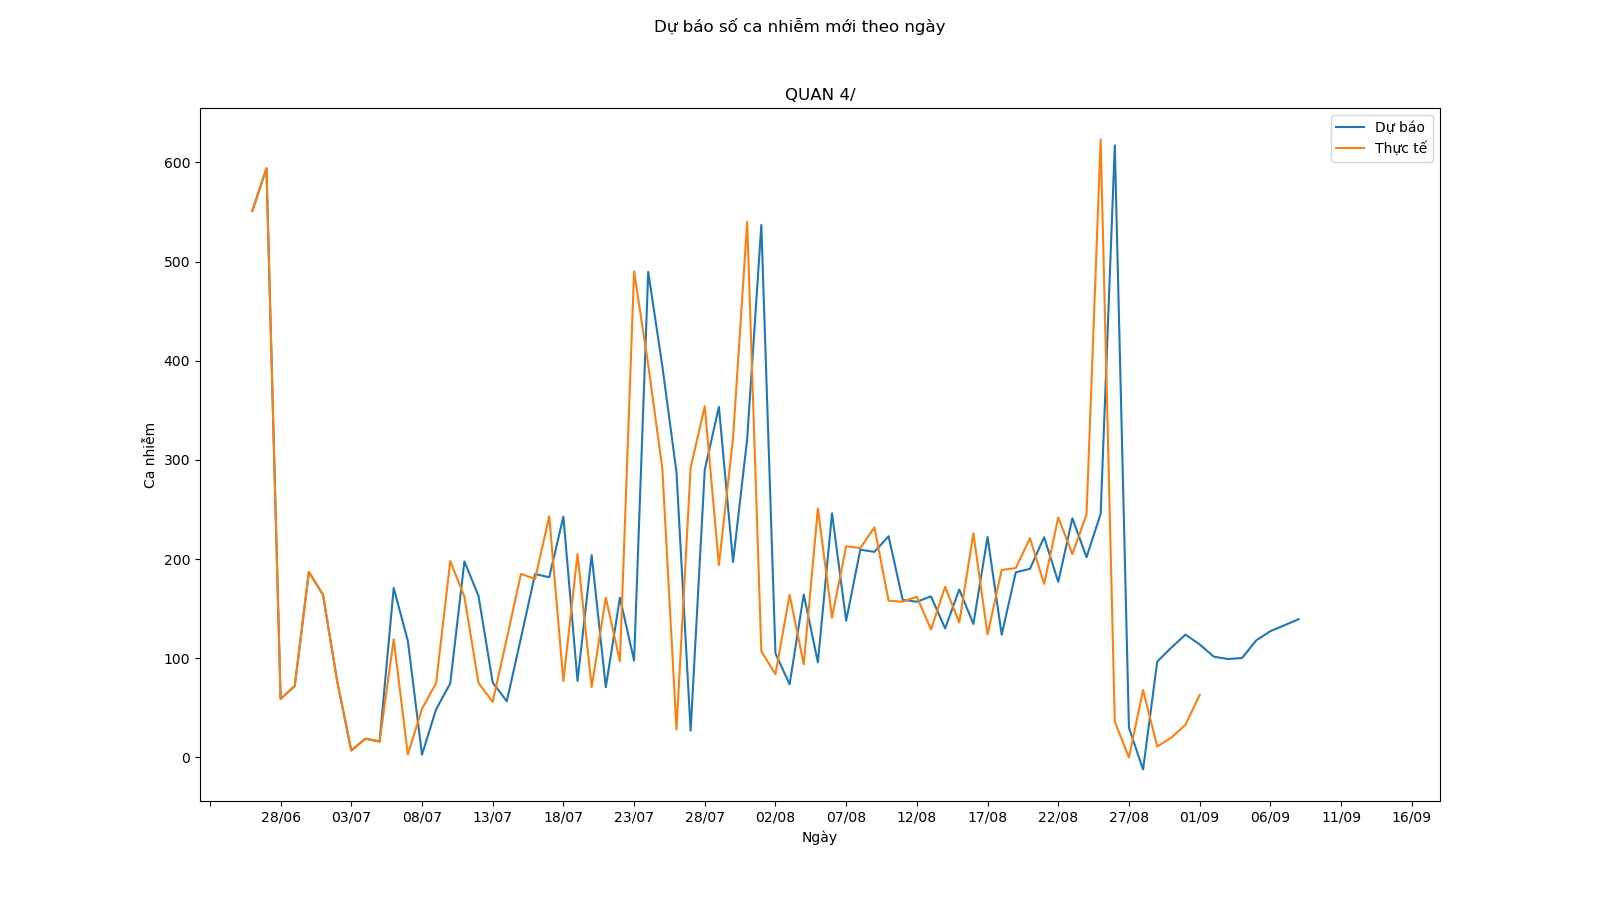 Dự báo số ca nhiễm mới theo ngày
QUAN 4/
Dự báo
Thực tế
600
500
400
300
200
100
0
Ca nhiễm
28/06 03/07 08/07 13/07 18/07 23/07 28/07 02/08 07/08 12/08 17/08 22/08 27/08 01/09 06/09 11/09 16/09
Ngày